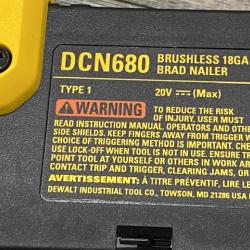 DCN680 BRUSHLESS 18GA
BRAD NAILER
TYPE 1 20V ⎓ (Max)
WARNING TO REDUCE THE RISK
OF INJURY, USER MUST
READ INSTRUCTION MANUAL. OPERATORS AND OTHE
SIDE SHIELDS. KEEP FINGERS AWAY FROM TRIGGER W
CHOICE OF TRIGGERING METHOD IS IMPORTANT. CHE
USE LOCK-OFF WHEN TOOL IS NOT IN USE. ENSURE TR
POINT TOOL AT YOURSELF OR OTHERS IN WORK AR
CONTACT TRIP AND TRIGGER, CLEARING JAMS, OR
AVERTISSEMENT: À TITRE PRÉVENTIF, LIRE LE
DEWALT INDUSTRIAL TOOL CO., TOWSON, MD 21286 USA